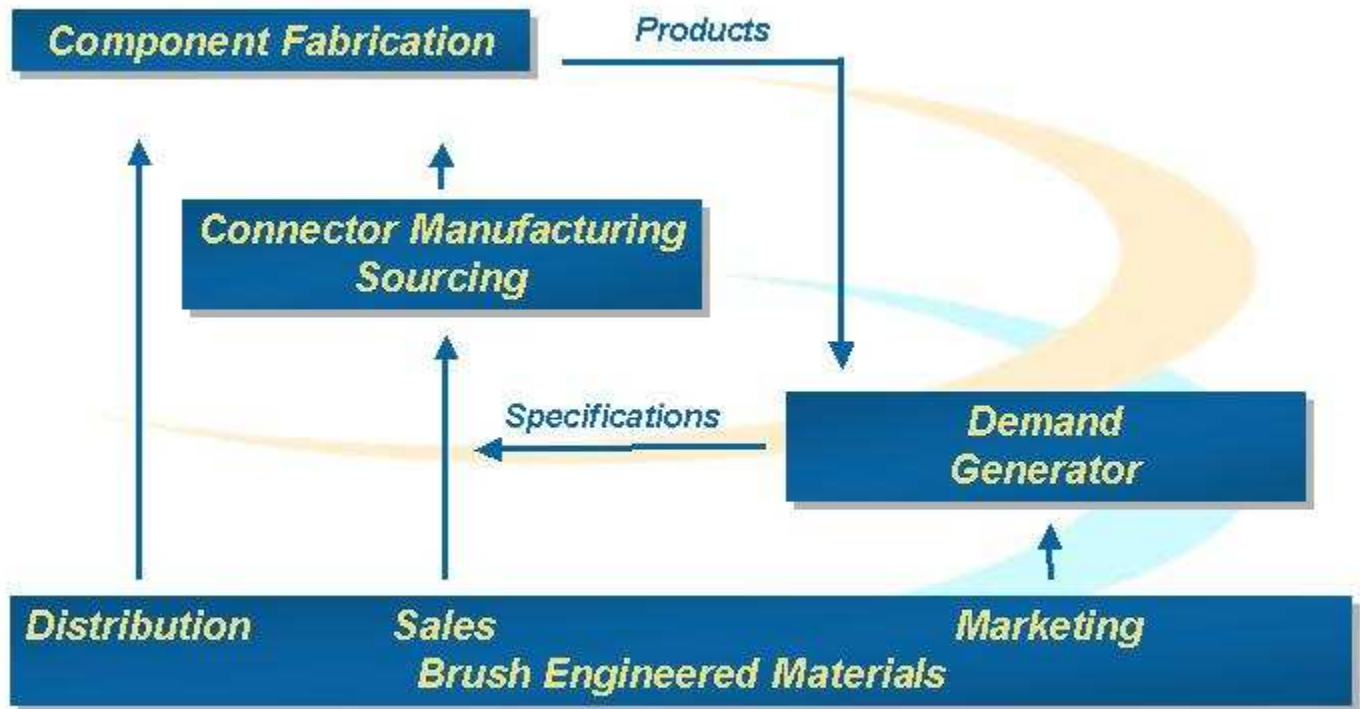 Component Fabrication
Products
Connector Manufacturing
Sourcing
Specifications
Demand
Generator
Distribution Sales Marketing
Brush Engineered Materials